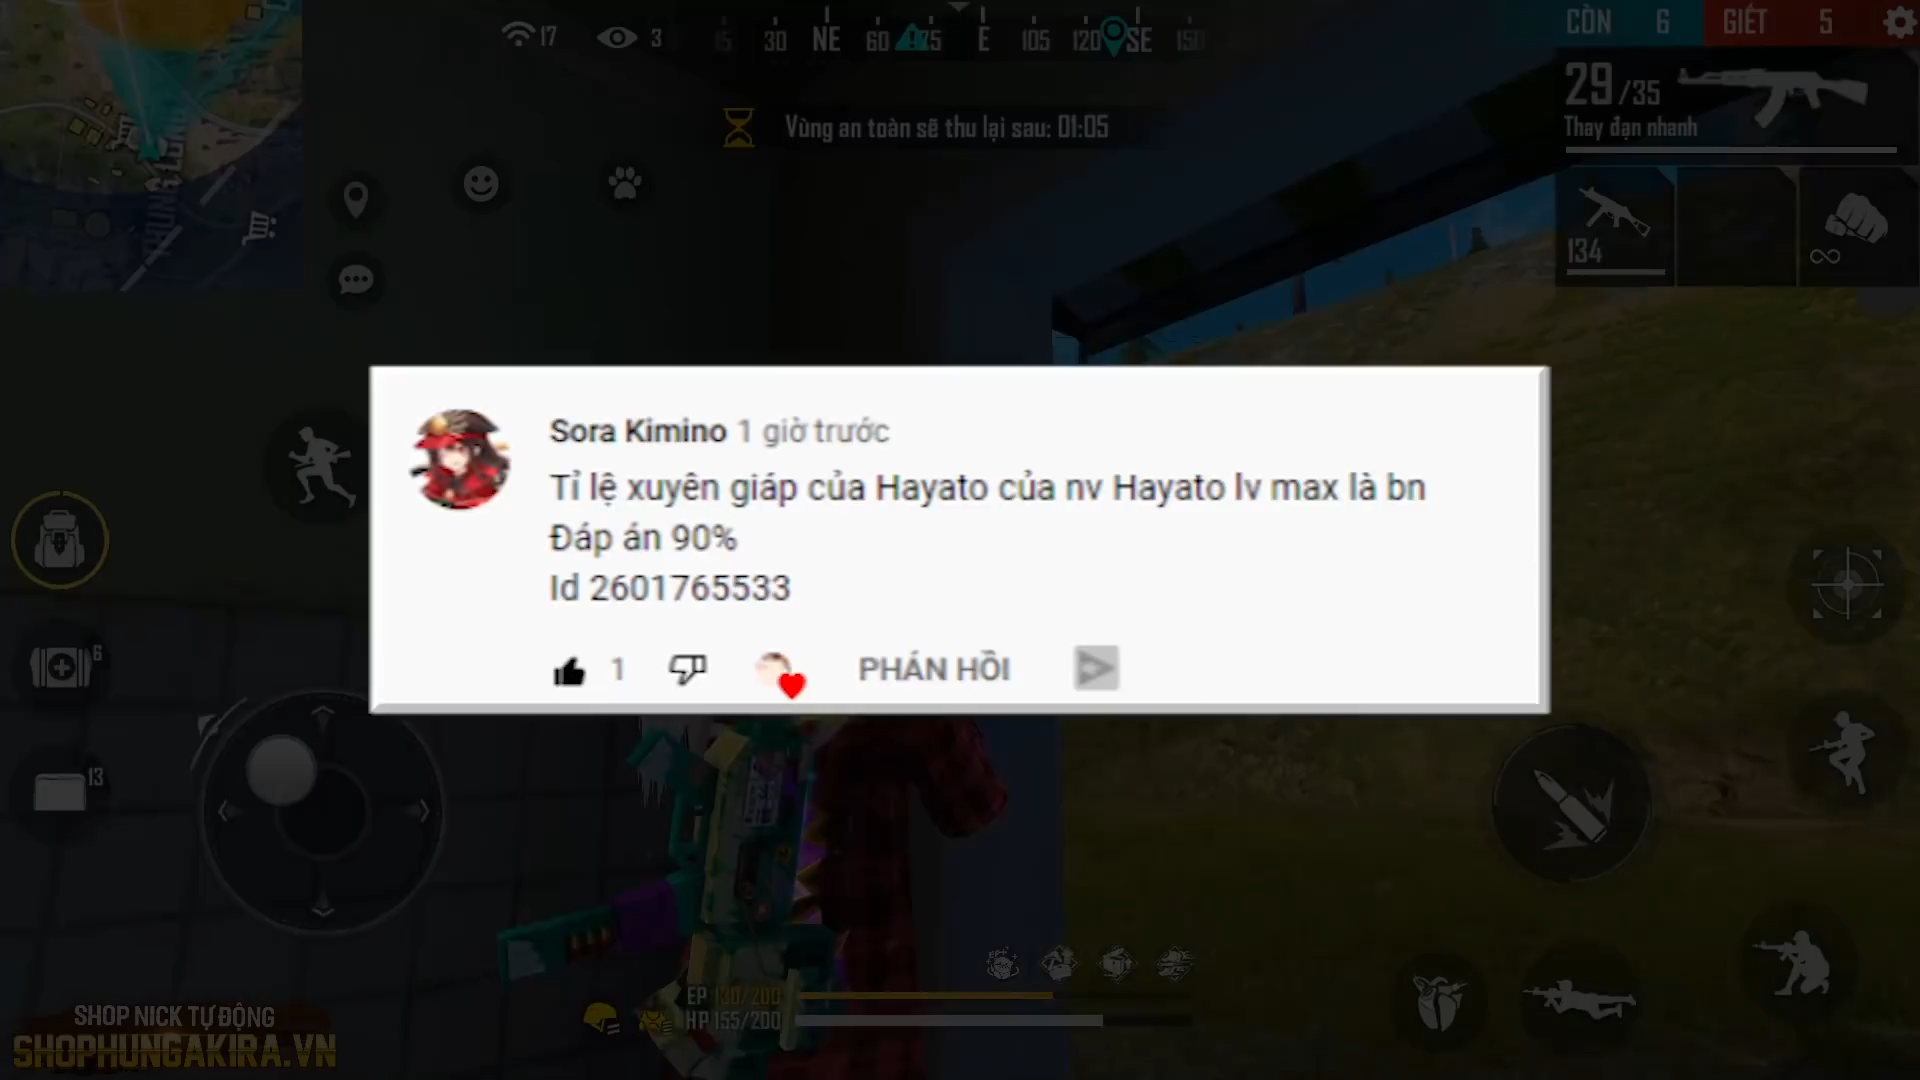 17
3
15 30 NE 60 75 E 105 120 SE 150
CÒN 6 GIẾT 5
29/35
Thay đạn nhanh
Vùng an toàn sẽ thu lại sau: 01:05
134
∞
Sora Kimino 1 giờ trước
Tỉ lệ xuyên giáp của Hayato của nv Hayato lv max là bn
Đáp án 90%
Id 2601765533
1 PHẢN HỒI
6
13
EP 130/200
HP 155/200
SHOP NICK TỰ ĐỘNG
SHOPHUNGAKIRA.VN